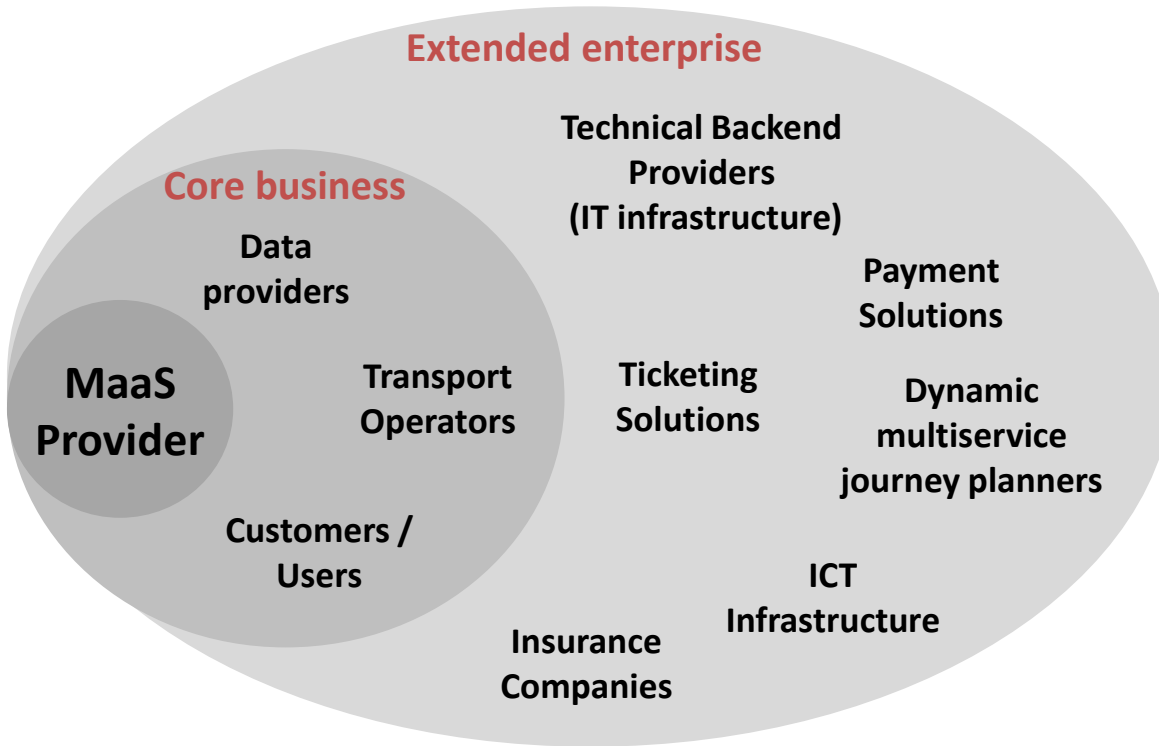 Extended enterprise
Technical Backend
Providers
(IT infrastructure)
Core business
Data
providers
Payment
Solutions
MaaS
Provider
Transport
Operators
Ticketing
Solutions
Dynamic
multiservice
journey planners
Customers /
Users
ICT
Infrastructure
Insurance
Companies